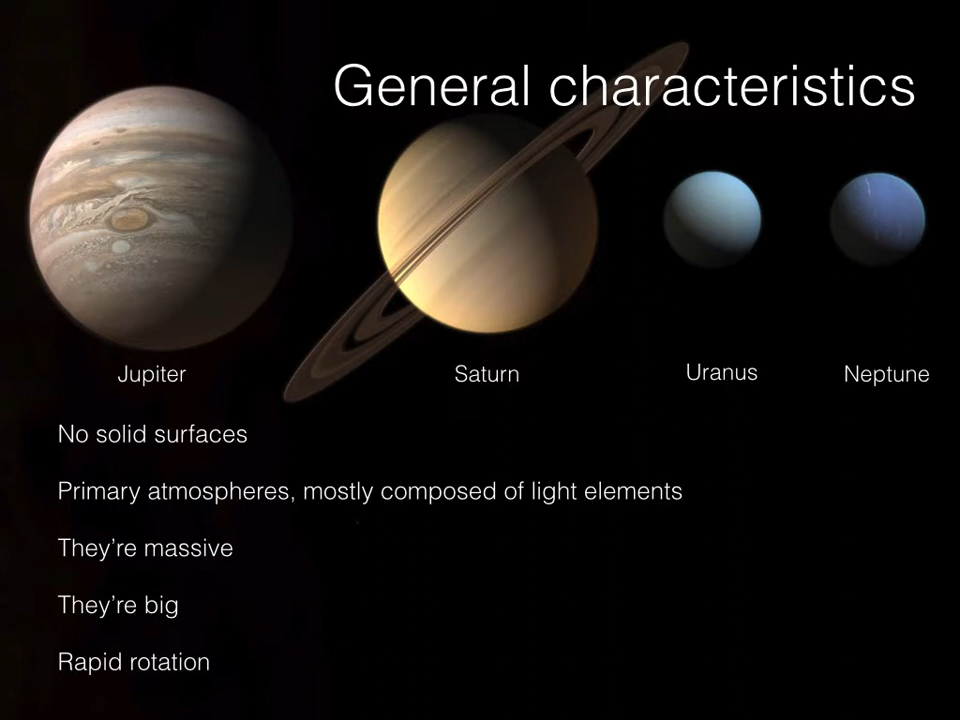 General characteristics
Jupiter
Saturn
Uranus
Neptune
No solid surfaces
Primary atmospheres, mostly composed of light elements
They’re massive
They’re big
Rapid rotation